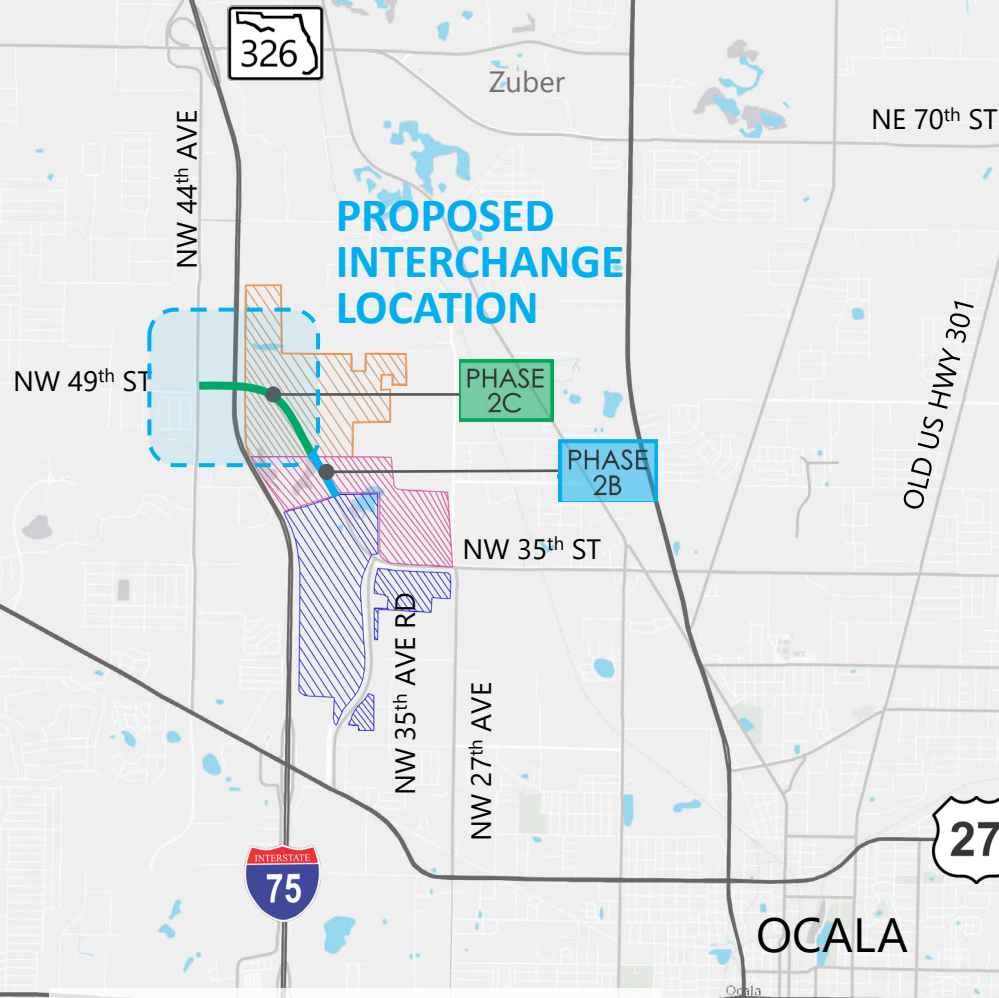 326
Zuber
NE 70th ST
NW 44th AVE
PROPOSED
INTERCHANGE
LOCATION
OLD US HWY 301
NW 49th ST
PHASE
2C
PHASE
2B
NW 35th ST
NW 35th AVE RD
NW 27th AVE
27
INTERSTATE
75
OCALA
Ocala